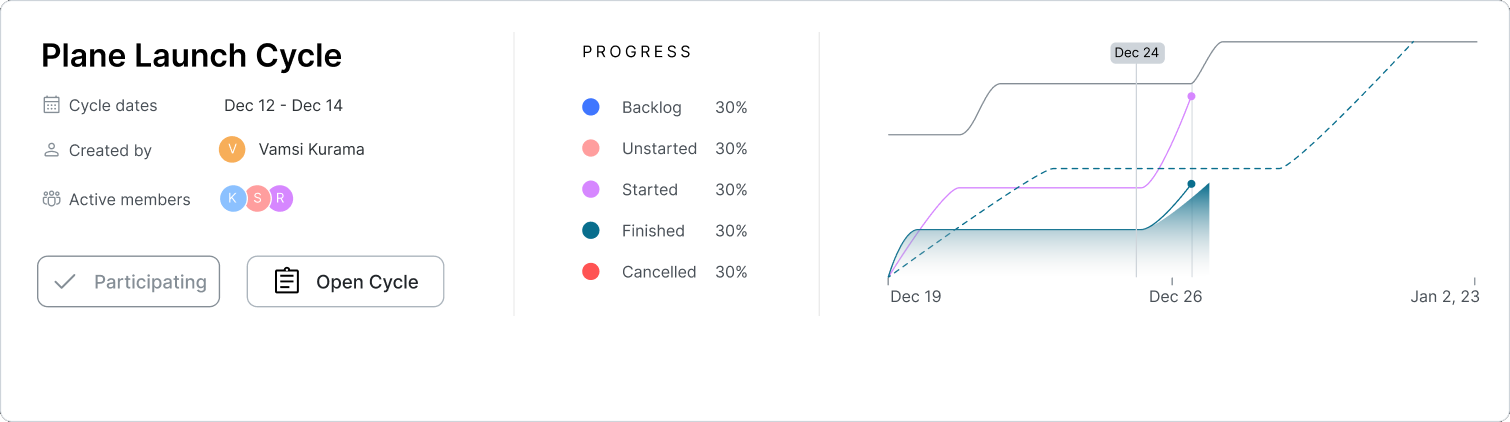 Plane Launch Cycle
Cycle dates Dec 12 - Dec 14
Created by V Vamsi Kurama
Active members K S R
Participating Open Cycle
PROGRESS
Backlog 30%
Unstarted 30%
Started 30%
Finished 30%
Cancelled 30%
Dec 24
Dec 19 Dec 26 Jan 2, 23